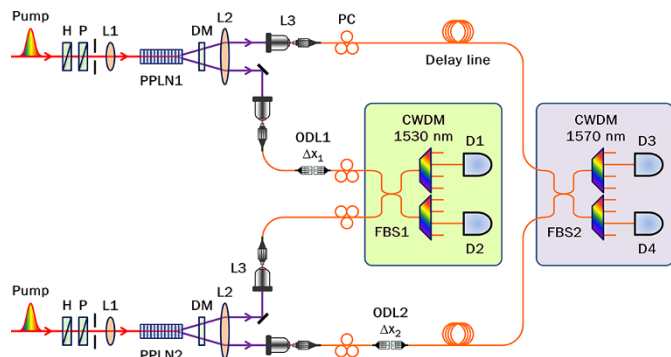 Pump
H P L1
PPLN1
DM
L2
L3
PC
Delay line
ODL1
Δx1
CWDM
1530 nm
D1
FBS1
D2
CWDM
1570 nm
D3
FBS2
D4
L3
Pump
H P L1
PPLN2
DM
L2
ODL2
Δx2